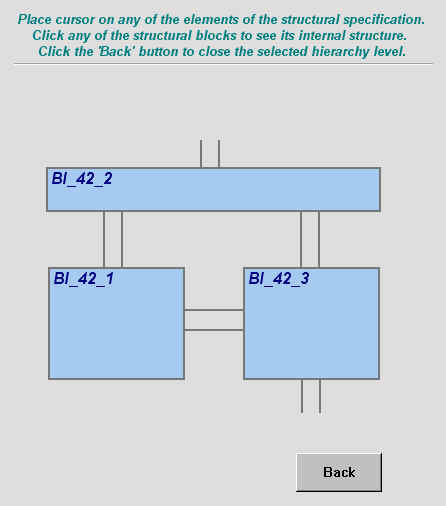 Place cursor on any of the elements of the structural specification.
Click any of the structural blocks to see its internal structure.
Click the 'Back' button to close the selected hierarchy level.
Bl_42_2
Bl_42_1
Bl_42_3
Back